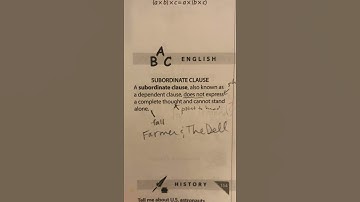 (a×b)×c=a×(b×c)
A
B C ENGLISH
SUBORDINATE CLAUSE
A subordinate clause, also known as
a dependent clause, does not express
a complete thought and cannot stand
alone.
fall
Farmer & The Dell
HISTORY
Tell me about U.S. astronauts